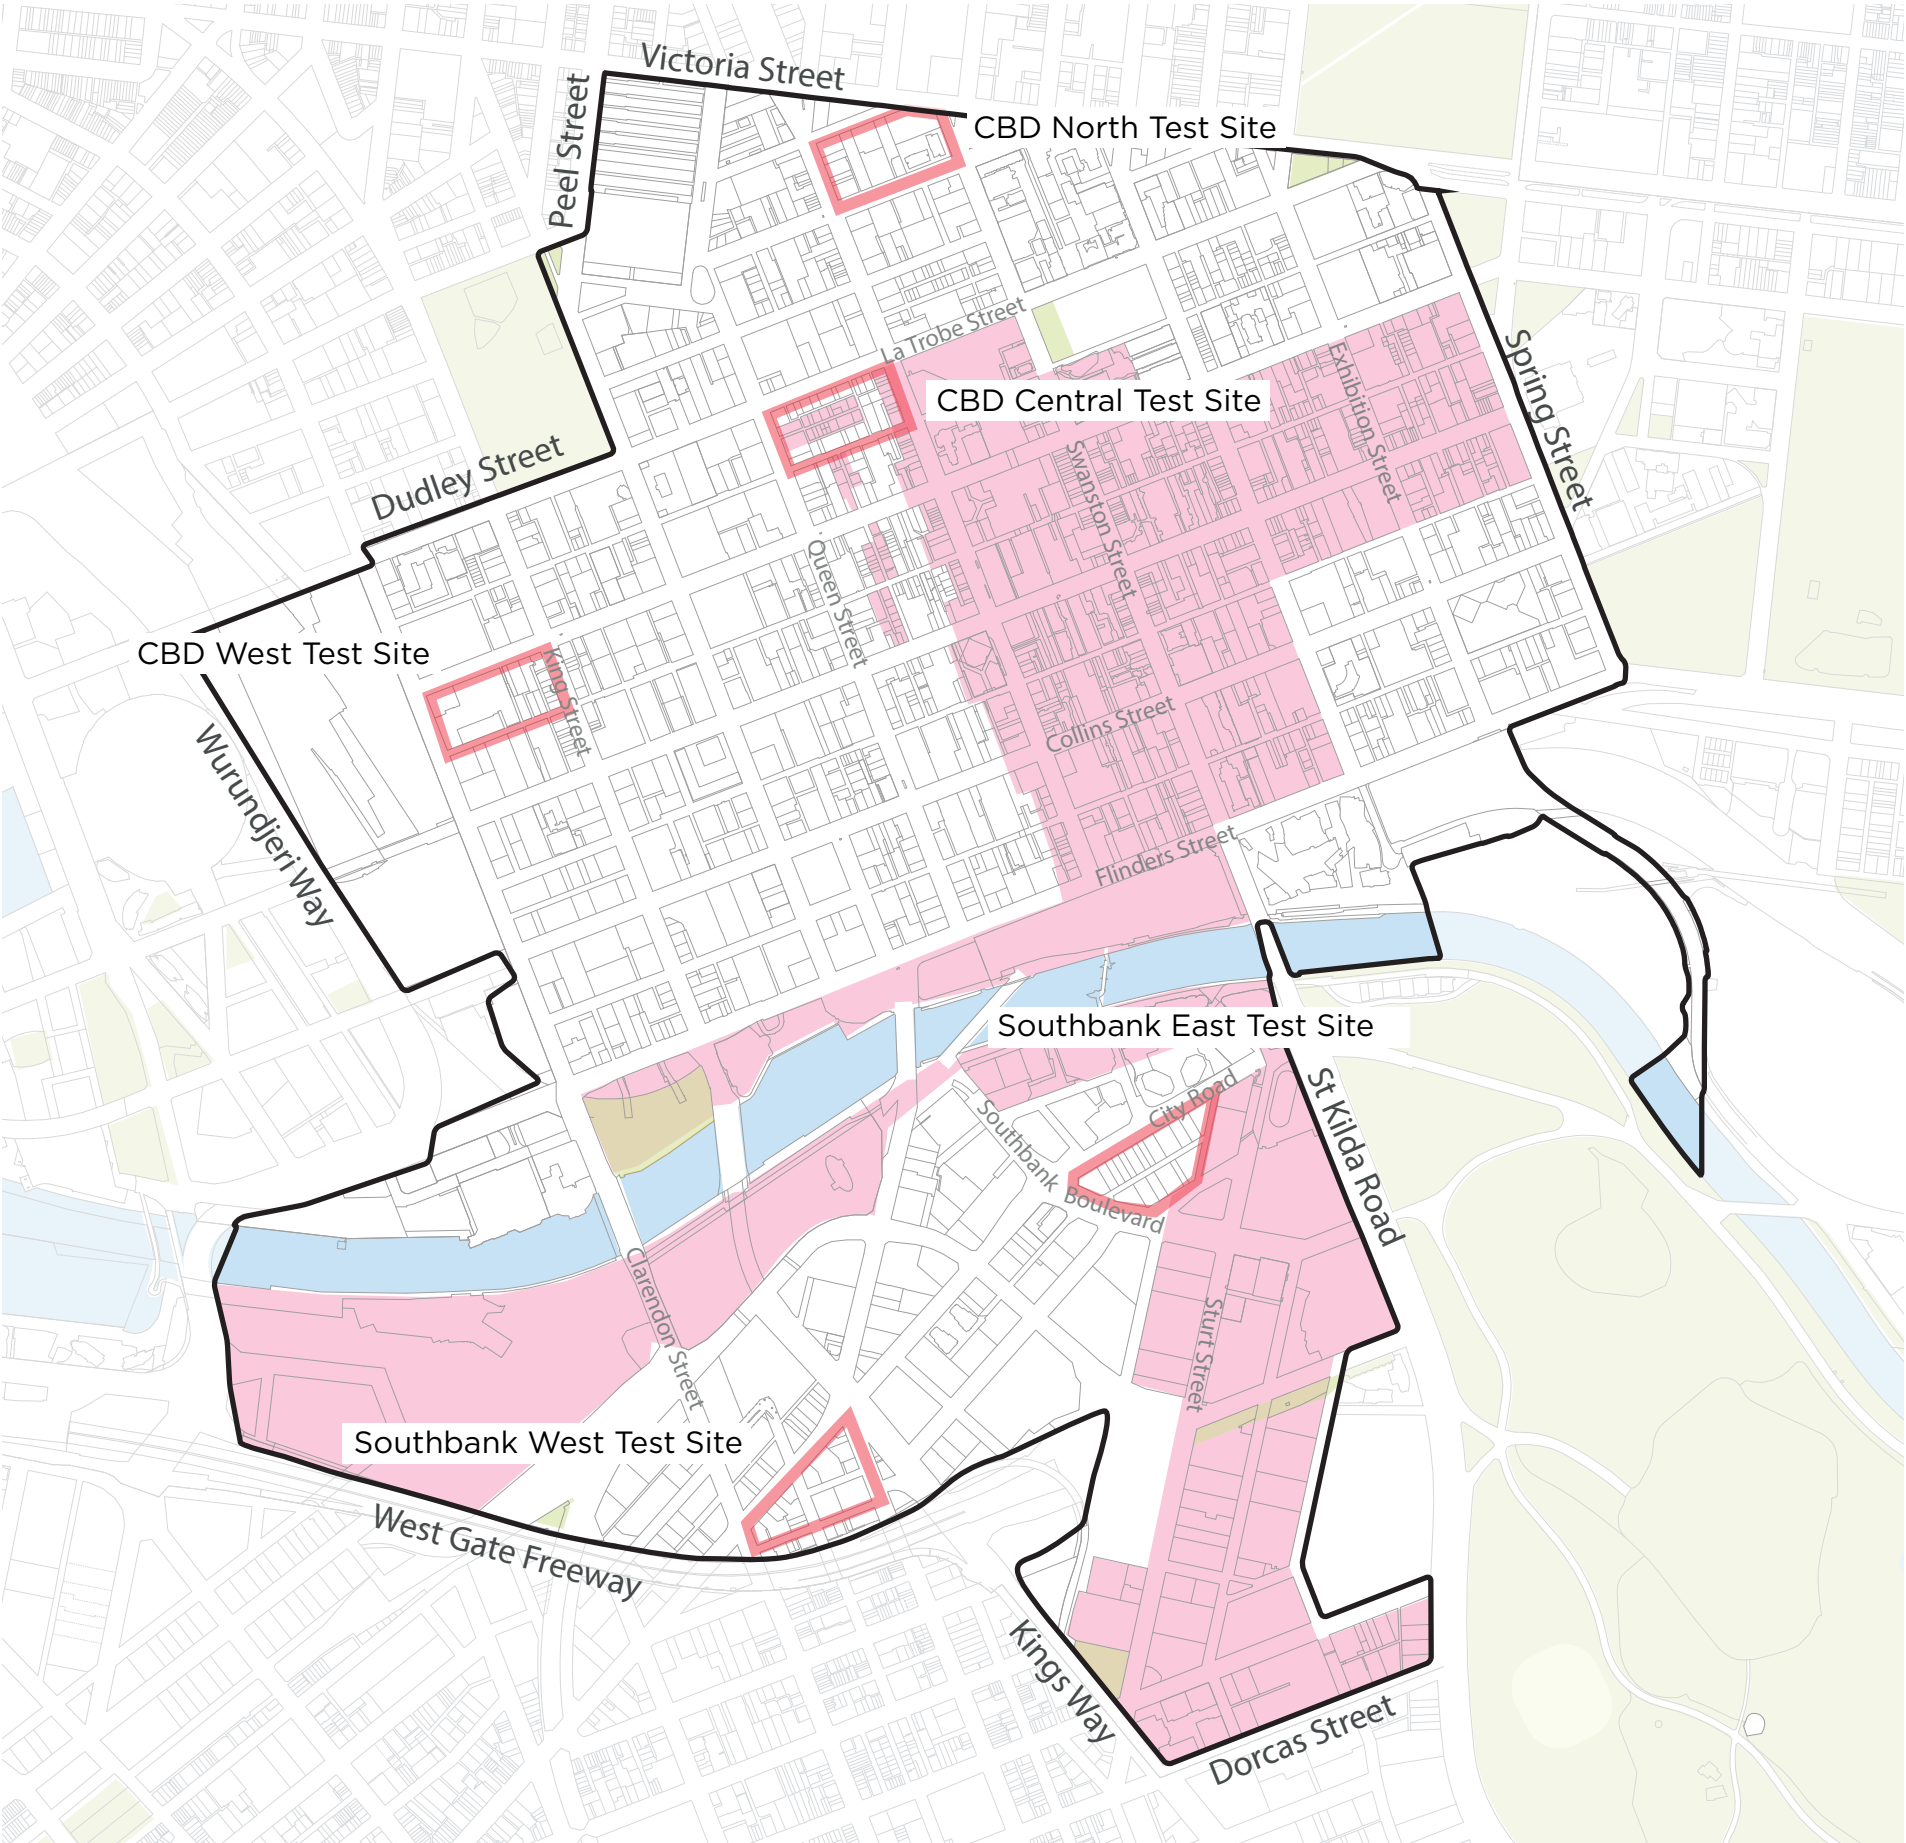 Victoria Street
Peel Street
CBD North Test Site
La Trobe Street
Spring Street
Exhibition Street
CBD Central Test Site
Swanston Street
Dudley Street
Queen Street
CBD West Test Site
King Street
Collins Street
Wurundjeri Way
Flinders Street
Southbank East Test Site
City Road
St Kilda Road
Southbank Boulevard
Clarendon Street
Sturt Street
Southbank West Test Site
West Gate Freeway
Kings Way
Dorcas Street